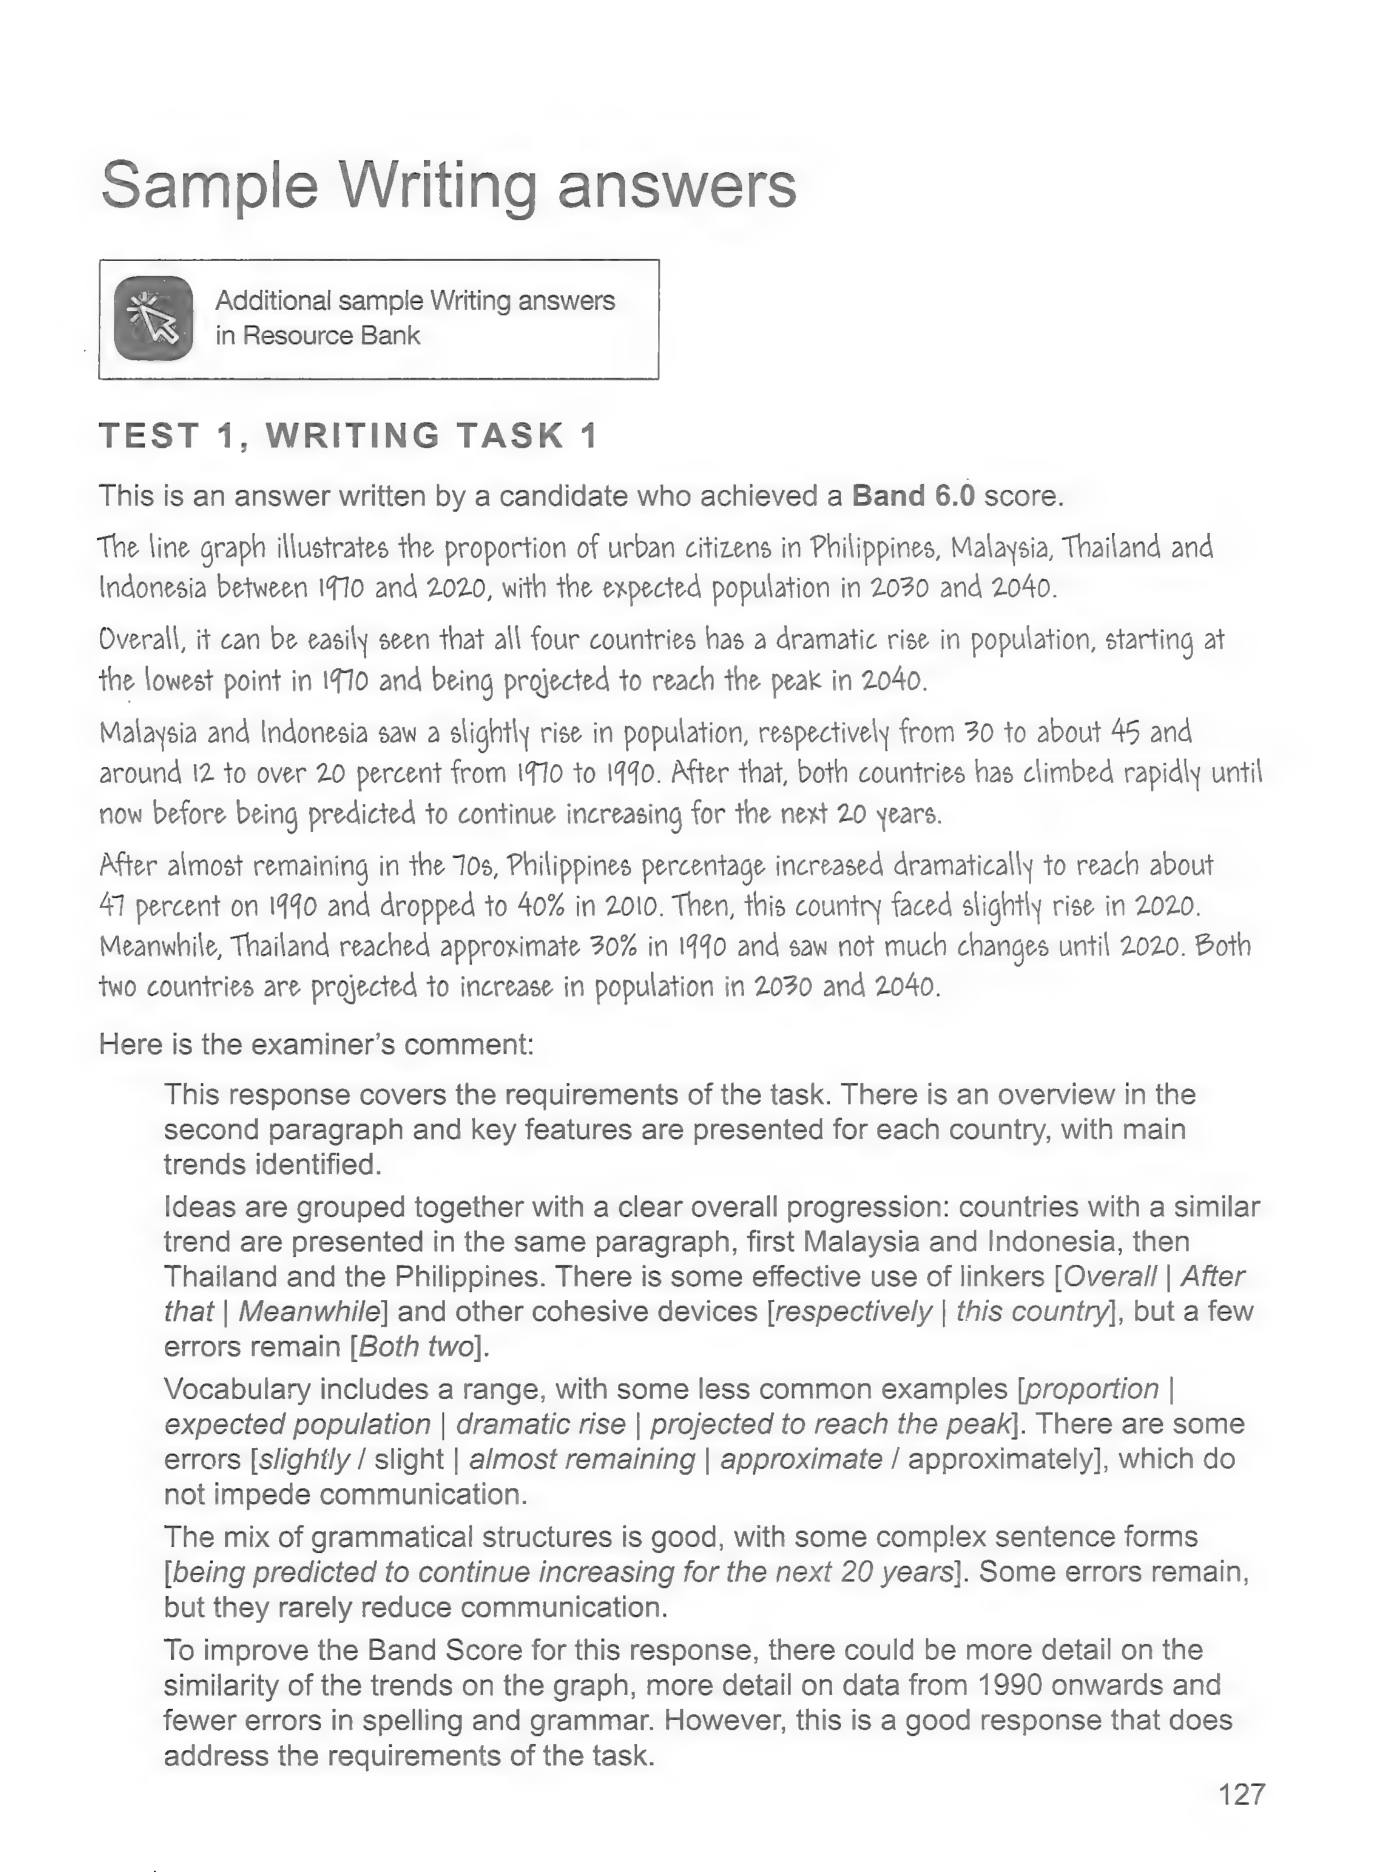 Sample Writing answers
Additional sample Writing answers
in Resource Bank
TEST 1, WRITING TASK 1
This is an answer written by a candidate who achieved a Band 6.0 score.
The line graph illustrates the proportion of urban citizens in Philippines, Malaysia, Thailand and
Indonesia between 1970 and 2020, with the expected population in 2030 and 2040.
Overall, it can be easily seen that all four countries has a dramatic rise in population, starting at
the lowest point in 1970 and being projected to reach the peak in 2040.
Malaysia and Indonesia saw a slightly rise in population, respectively from 30 to about 45 and
around 12 to over 20 percent from 1970 to 1990. After that, both countries has climbed rapidly until
now before being predicted to continue increasing for the next 20 years.
After almost remaining in the 70s, Philippines percentage increased dramatically to reach about
47 percent on 1990 and dropped to 40% in 2010. Then, this country faced slightly rise in 2020.
Meanwhile, Thailand reached approximate 30% in 1990 and saw not much changes until 2020. Both
two countries are projected to increase in population in 2030 and 2040.
Here is the examiner's comment:
This response covers the requirements of the task. There is an overview in the
second paragraph and key features are presented for each country, with main
trends identified.
Ideas are grouped together with a clear overall progression: countries with a similar
trend are presented in the same paragraph, first Malaysia and Indonesia, then
Thailand and the Philippines. There is some effective use of linkers [Overall | After
that | Meanwhile] and other cohesive devices [respectively | this country], but a few
errors remain [Both two].
Vocabulary includes a range, with some less common examples [proportion |
expected population | dramatic rise | projected to reach the peak]. There are some
errors [slightly / slight | almost remaining | approximate / approximately], which do
not impede communication.
The mix of grammatical structures is good, with some complex sentence forms
[being predicted to continue increasing for the next 20 years]. Some errors remain,
but they rarely reduce communication.
To improve the Band Score for this response, there could be more detail on the
similarity of the trends on the graph, more detail on data from 1990 onwards and
fewer errors in spelling and grammar. However, this is a good response that does
address the requirements of the task.
127